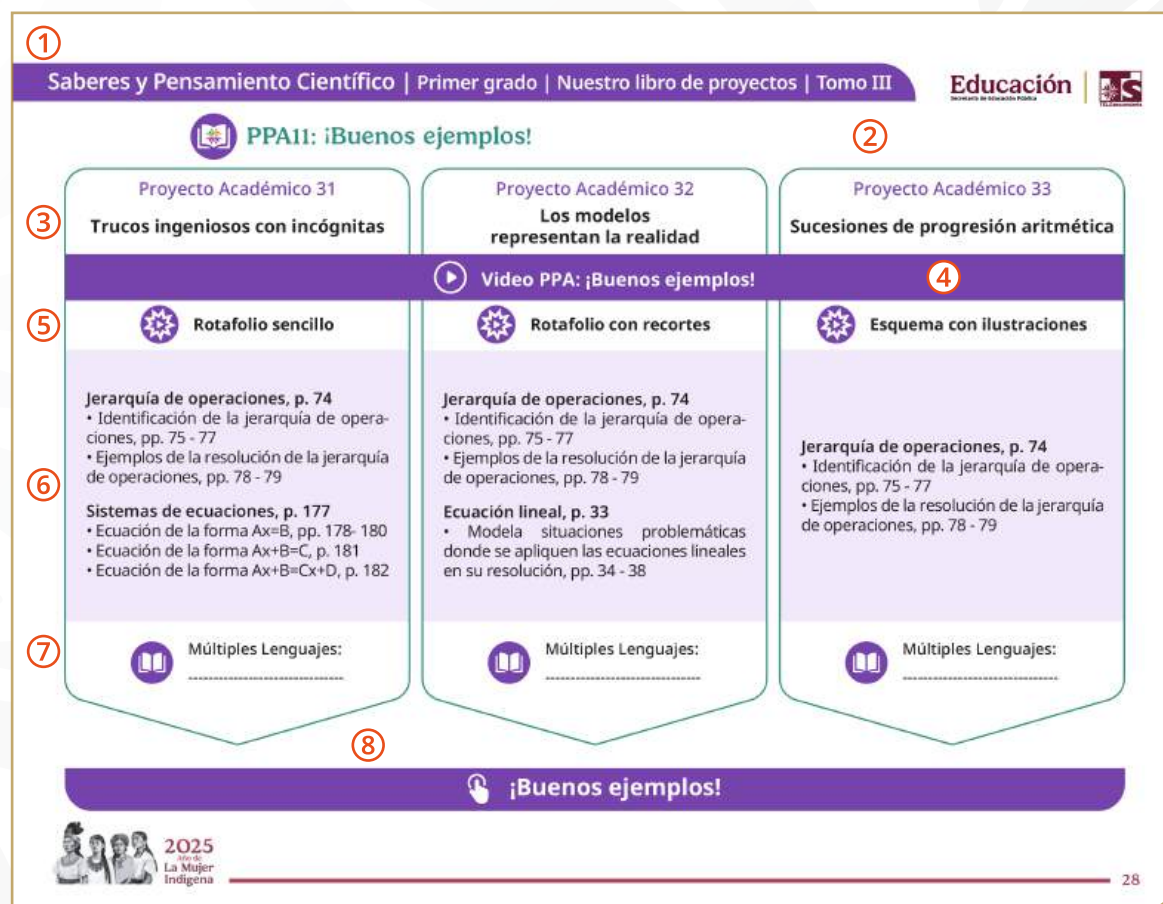 ①
Saberes y Pensamiento Científico | Primer grado | Nuestro libro de proyectos | Tomo III
Educación
Secretaría de Educación Pública
TS
PPA11: ¡Buenos ejemplos!
②
③
Proyecto Académico 31
Trucos ingeniosos con incógnitas
Proyecto Académico 32
Los modelos
representan la realidad
Proyecto Académico 33
Sucesiones de progresión aritmética
Video PPA: ¡Buenos ejemplos!
④
⑤
Rotafolio sencillo
Rotafolio con recortes
Esquema con ilustraciones
⑥
Jerarquía de operaciones, p. 74
• Identificación de la jerarquía de opera-
ciones, pp. 75 - 77
• Ejemplos de la resolución de la jerarquía
de operaciones, pp. 78 - 79
Sistemas de ecuaciones, p. 177
• Ecuación de la forma Ax=B, pp. 178- 180
• Ecuación de la forma Ax+B=C, p. 181
• Ecuación de la forma Ax+B=Cx+D, p. 182
Jerarquía de operaciones, p. 74
• Identificación de la jerarquía de opera-
ciones, pp. 75 - 77
• Ejemplos de la resolución de la jerarquía
de operaciones, pp. 78 - 79
Ecuación lineal, p. 33
• Modela situaciones problemáticas
donde se apliquen las ecuaciones lineales
en su resolución, pp. 34 - 38
Jerarquía de operaciones, p. 74
• Identificación de la jerarquía de opera-
ciones, pp. 75 - 77
• Ejemplos de la resolución de la jerarquía
de operaciones, pp. 78 - 79
⑦
Múltiples Lenguajes:
------------------------------
Múltiples Lenguajes:
------------------------------
Múltiples Lenguajes:
------------------------------
⑧
¡Buenos ejemplos!
2025
Año de
La Mujer
Indígena
28